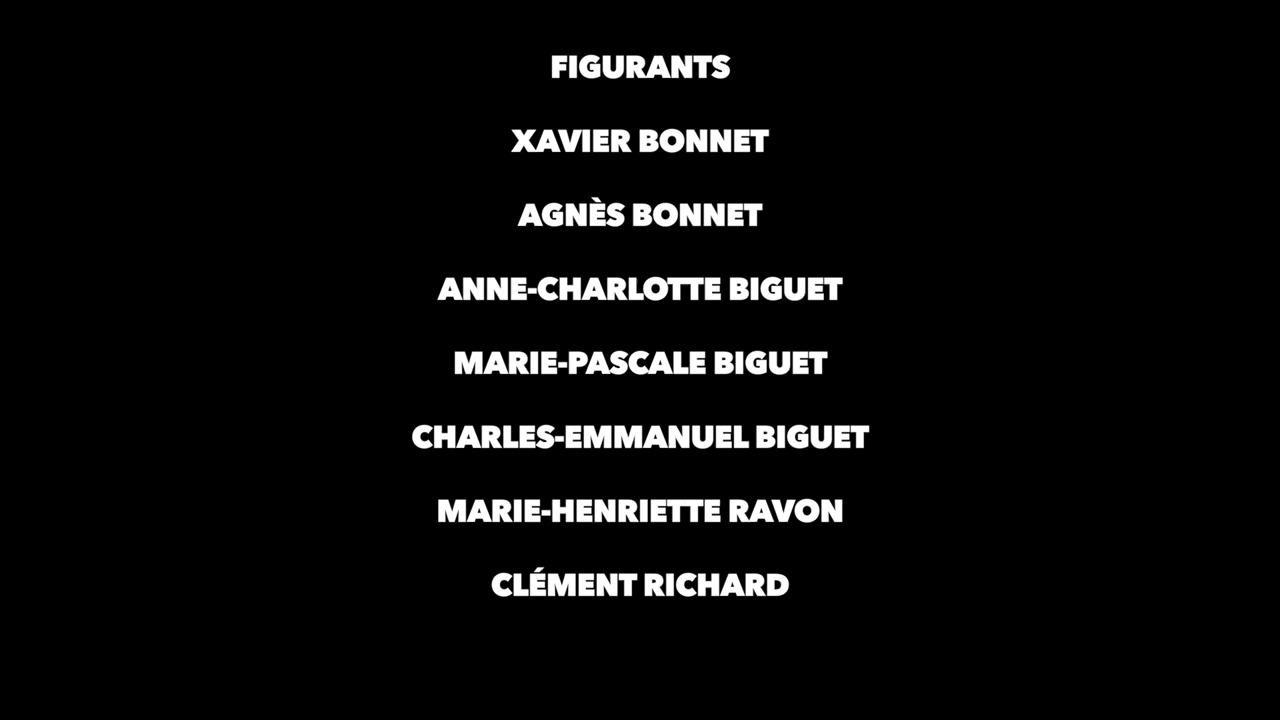 FIGURANTS
XAVIER BONNET
AGNÈS BONNET
ANNE-CHARLOTTE BIGUET
MARIE-PASCALE BIGUET
CHARLES-EMMANUEL BIGUET
MARIE-HENRIETTE RAVON
CLÉMENT RICHARD